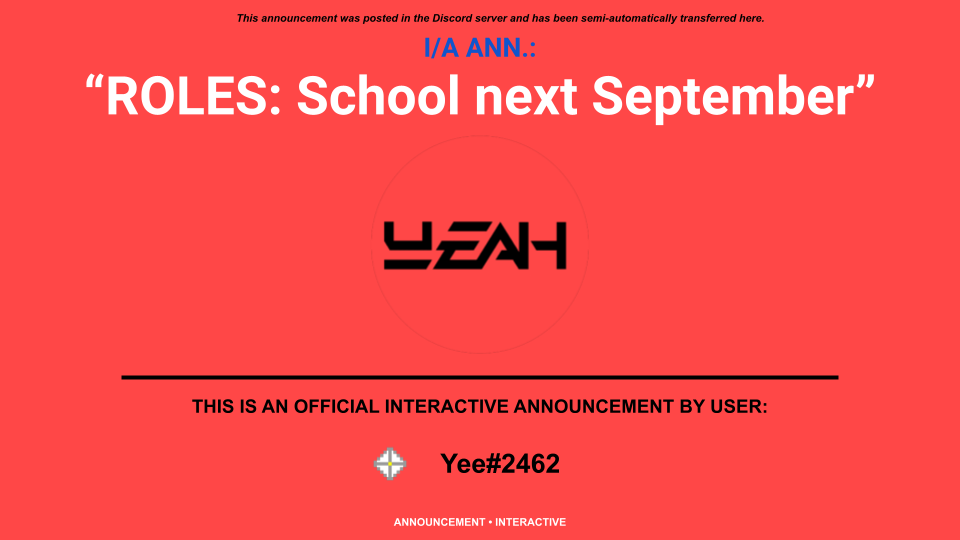 This announcement was posted in the Discord server and has been semi-automatically transferred here.
I/A ANN.:
“ROLES: School next September”
YEAH
THIS IS AN OFFICIAL INTERACTIVE ANNOUNCEMENT BY USER:
Yee#2462
ANNOUNCEMENT • INTERACTIVE